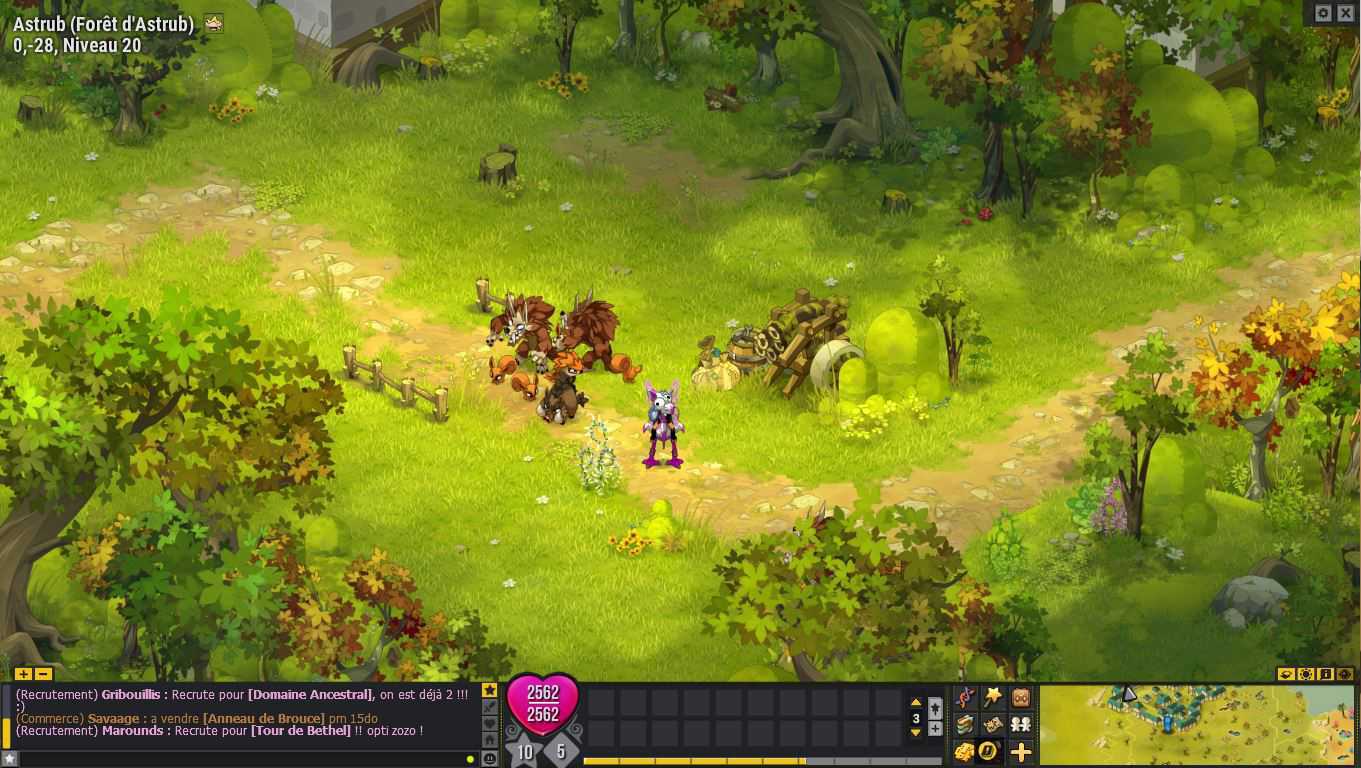 Astrub (Forêt d'Astrub)
0,-28, Niveau 20
(Recrutement) Gribouillis : Recrute pour [Domaine Ancestral], on est déjà 2 !!!
:)
(Commerce) Savaage : a vendre [Anneau de Brouce] pm 15do
(Recrutement) Marounds : Recrute pour [Tour de Bethel] !! opti zozo !
2562
2562
10
5
3